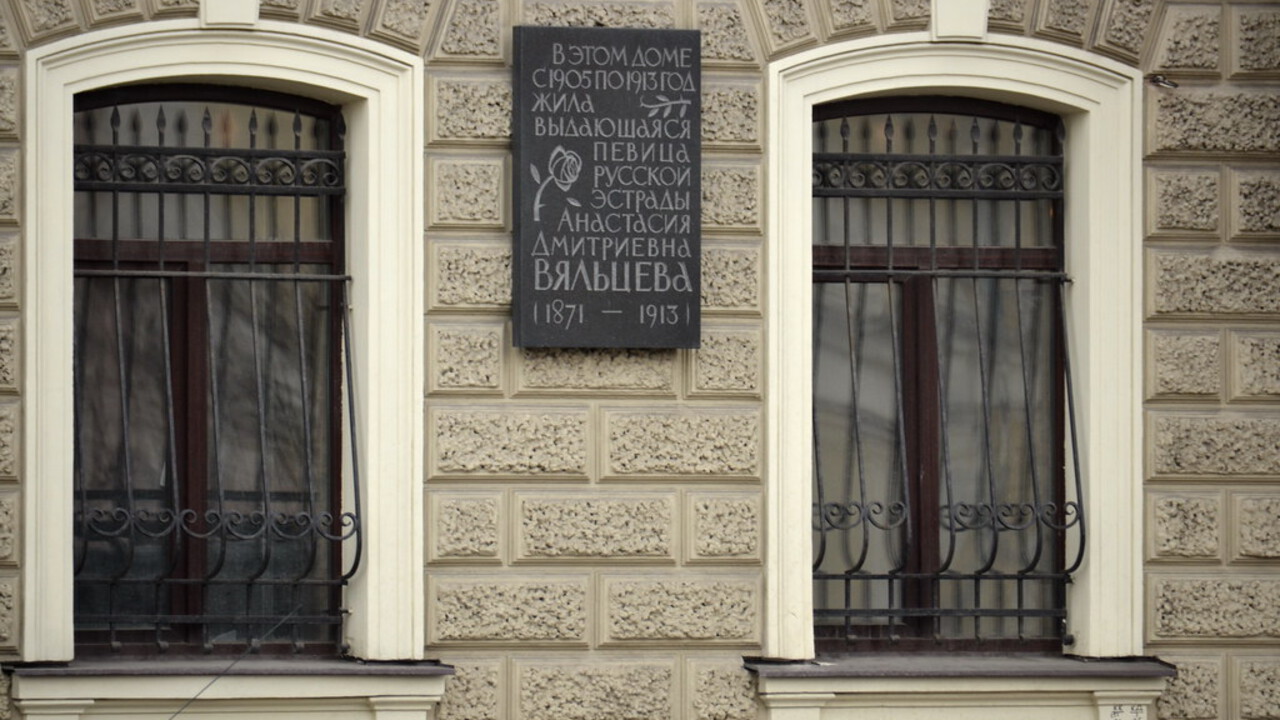 В ЭТОМ ДОМЕ
С 1905 ПО 1913 ГОД
ЖИЛА
ВЫДАЮЩАЯСЯ
ПЕВИЦА
РУССКОЙ
ЭСТРАДЫ
АНАСТАСИЯ
ДМИТРИЕВНА
ВЯЛЬЦЕВА
(1871 — 1913)